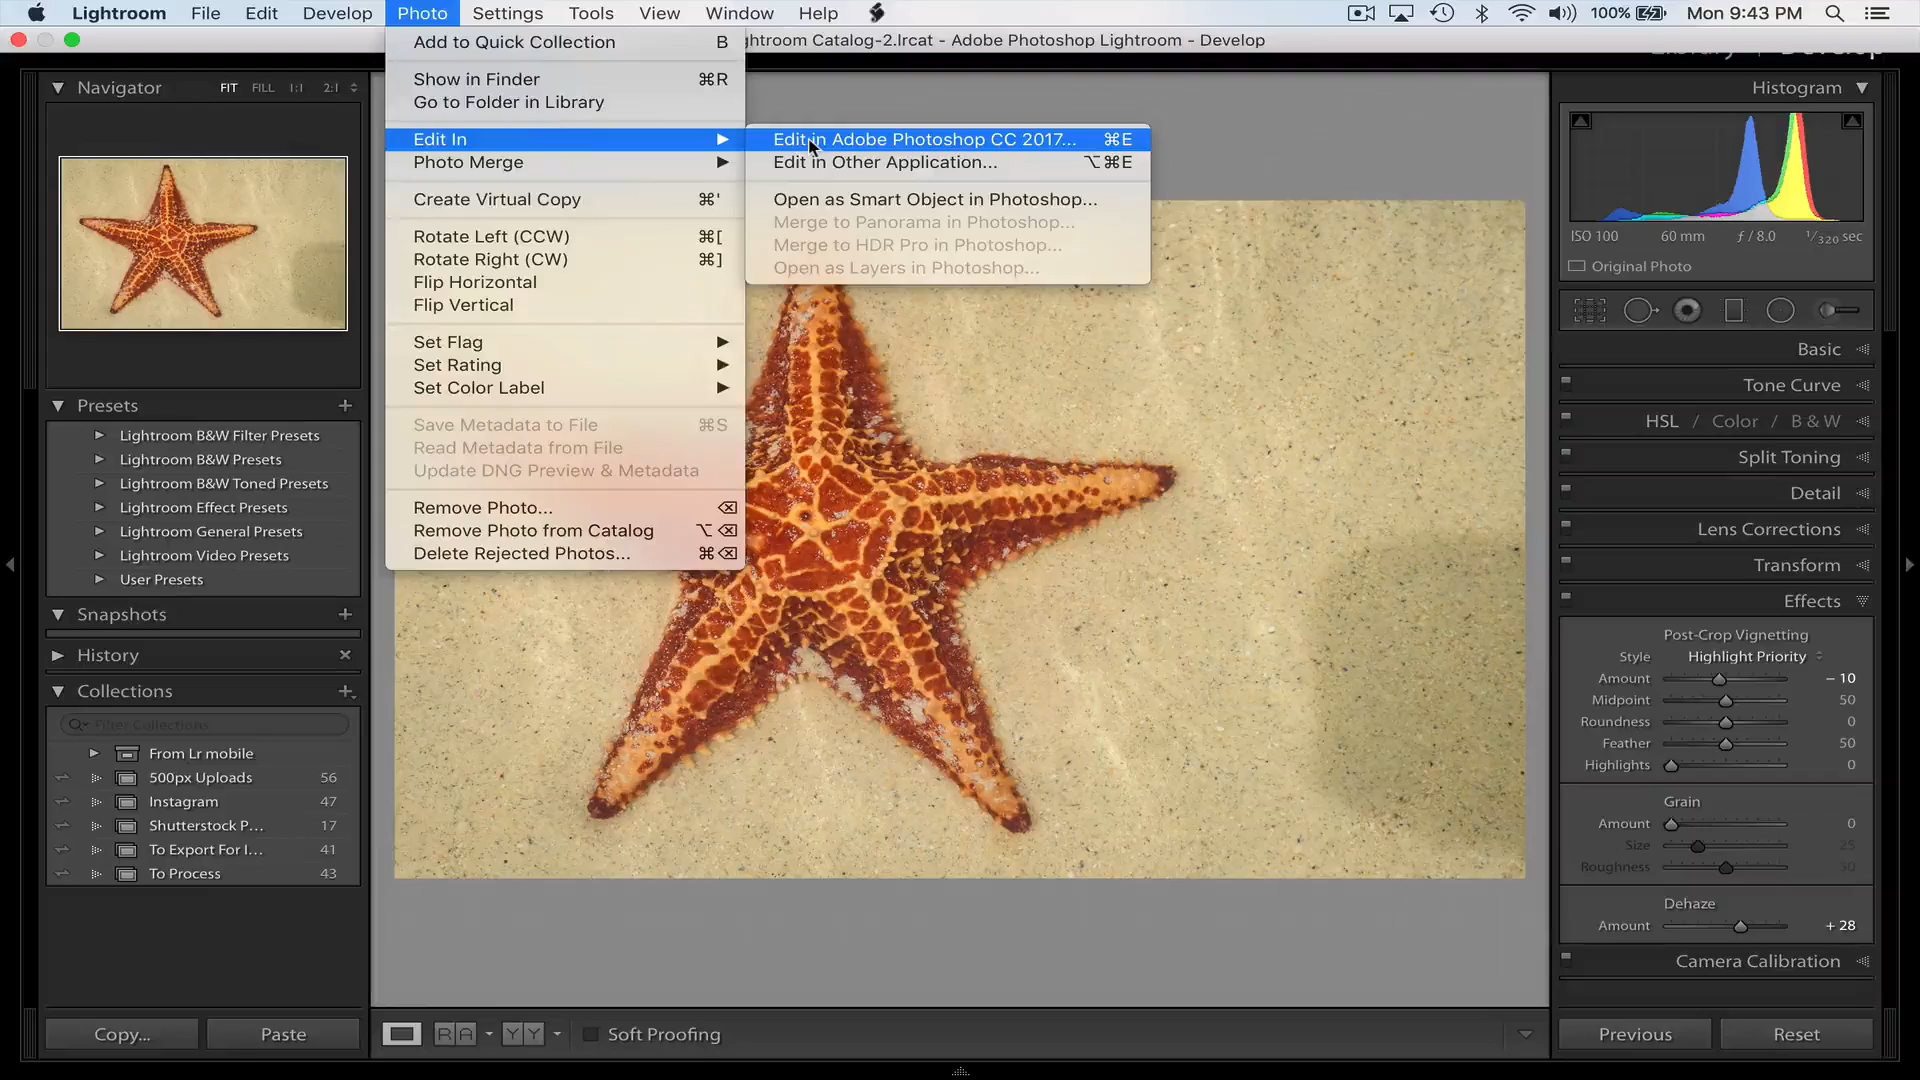 Lightroom File Edit Develop Photo Settings Tools View Window Help 100% Mon 9:43 PM
ghtroom Catalog-2.lrcat - Adobe Photoshop Lightroom - Develop
Add to Quick Collection B
Show in Finder ⌘R
Go to Folder in Library
Edit In
Photo Merge
Create Virtual Copy ⌘'
Rotate Left (CCW) ⌘[
Rotate Right (CW) ⌘]
Flip Horizontal
Flip Vertical
Set Flag
Set Rating
Set Color Label
Save Metadata to File ⌘S
Read Metadata from File
Update DNG Preview & Metadata
Remove Photo... ⌫
Remove Photo from Catalog ⌥⌫
Delete Rejected Photos... ⌘⌫
Edit in Adobe Photoshop CC 2017... ⌘E
Edit in Other Application... ⌥⌘E
Open as Smart Object in Photoshop...
Merge to Panorama in Photoshop...
Merge to HDR Pro in Photoshop...
Open as Layers in Photoshop...
Navigator FIT FILL 1:1 2:1
Presets
Lightroom B&W Filter Presets
Lightroom B&W Presets
Lightroom B&W Toned Presets
Lightroom Effect Presets
Lightroom General Presets
Lightroom Video Presets
User Presets
Snapshots
History
Collections
Filter Collections
From Lr mobile
500px Uploads 56
Instagram 47
Shutterstock P... 17
To Export For I... 41
To Process 43
Copy... Paste
R A Y Y Soft Proofing
Histogram
ISO 100 60 mm ƒ / 8.0 1/320 sec
Original Photo
Basic
Tone Curve
HSL / Color / B & W
Split Toning
Detail
Lens Corrections
Transform
Effects
Post-Crop Vignetting
Style Highlight Priority
Amount – 10
Midpoint 50
Roundness 0
Feather 50
Highlights 0
Grain
Amount 0
Size 25
Roughness 50
Dehaze
Amount + 28
Camera Calibration
Previous Reset